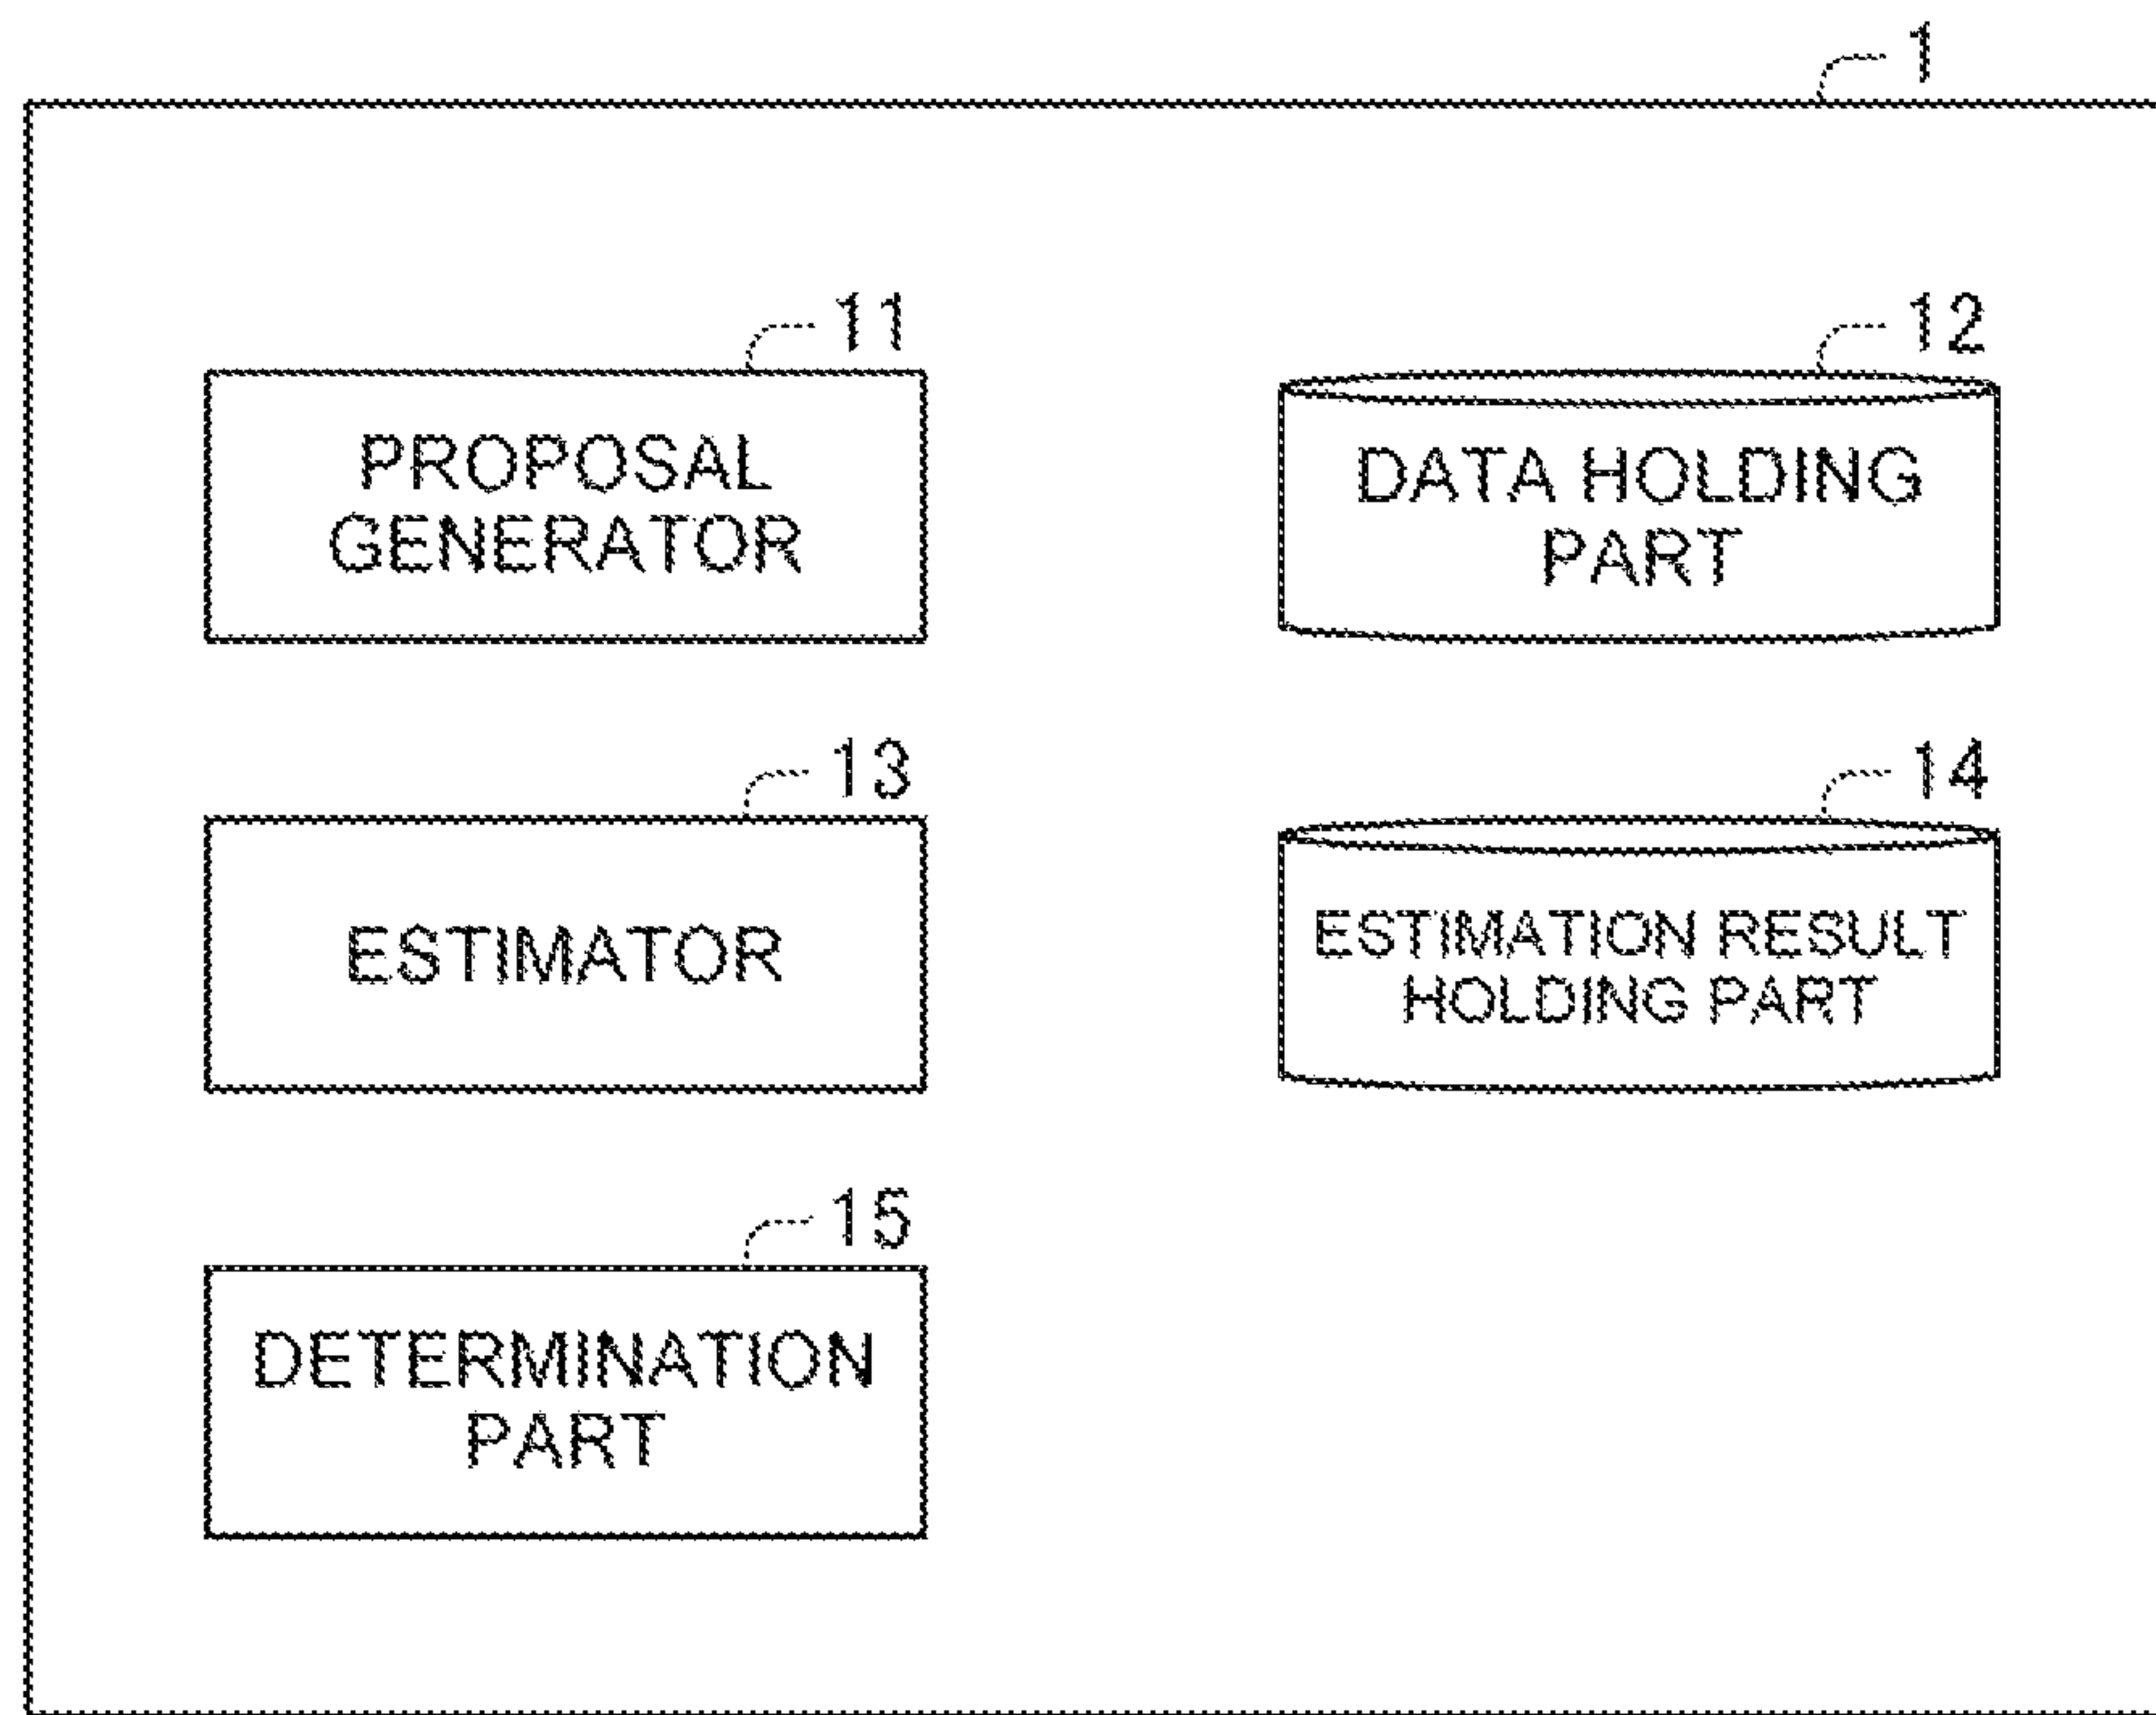 1
11
PROPOSAL
GENERATOR
12
DATA HOLDING
PART
13
ESTIMATOR
14
ESTIMATION RESULT
HOLDING PART
15
DETERMINATION
PART